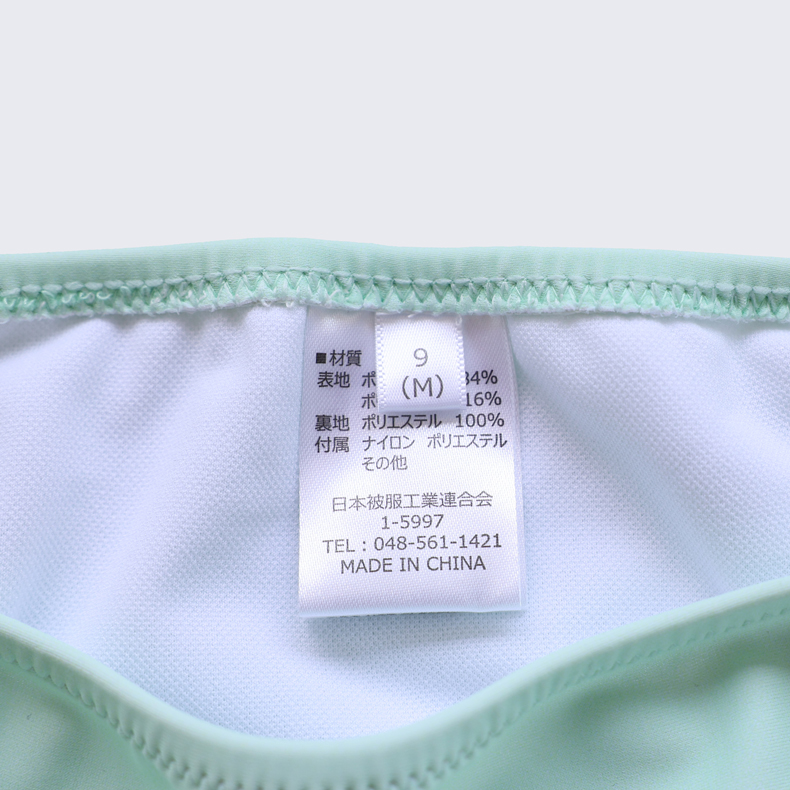 9
(M)
■材質
表地 ポ 84%
ポ 16%
裏地 ポリエステル 100%
付属 ナイロン ポリエステル
その他
日本被服工業連合会
1-5997
TEL：048-561-1421
MADE IN CHINA